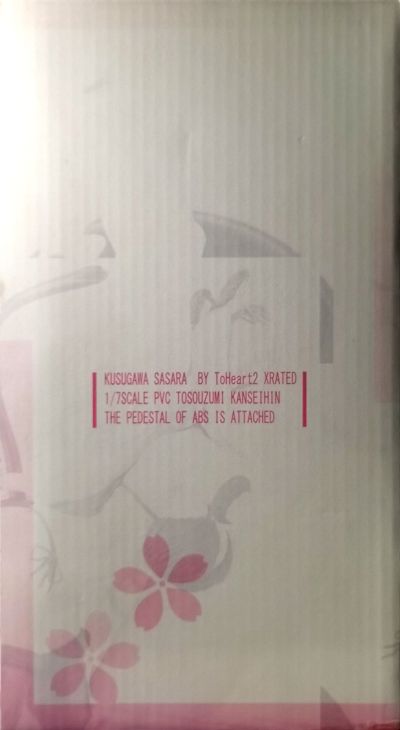 KUSUGAWA SASARA BY ToHeart2 XRATED
1/7SCALE PVC TOSOUZUMI KANSEIHIN
THE PEDESTAL OF ABS IS ATTACHED